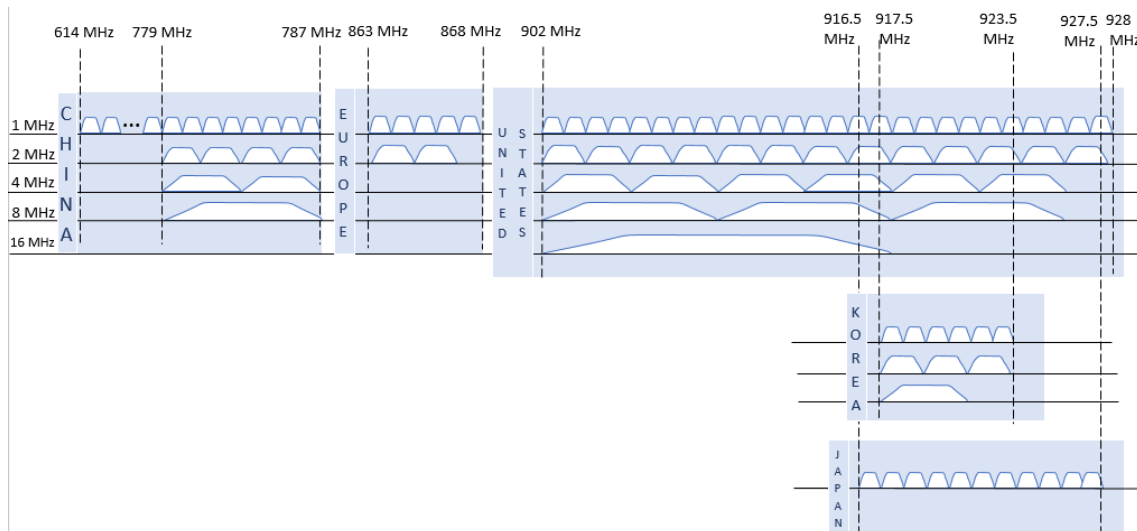 614 MHz 779 MHz 787 MHz 863 MHz 868 MHz 902 MHz 916.5 MHz 917.5 MHz 923.5 MHz 927.5 MHz 928 MHz
CHINA
EUROPE
UNITED STATES
1 MHz
2 MHz
4 MHz
8 MHz
16 MHz
KOREA
JAPAN